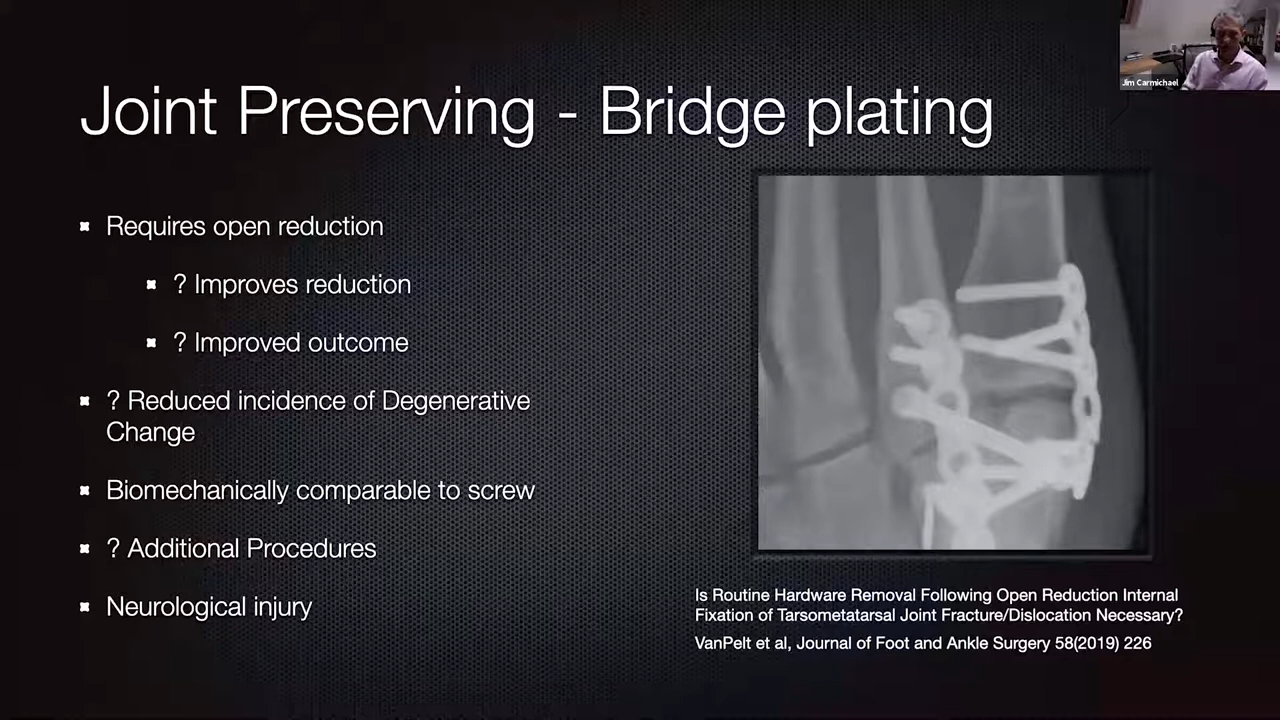 Jim Carmichael
Joint Preserving - Bridge plating
Requires open reduction
? Improves reduction
? Improved outcome
? Reduced incidence of Degenerative
Change
Biomechanically comparable to screw
? Additional Procedures
Neurological injury
Is Routine Hardware Removal Following Open Reduction Internal
Fixation of Tarsometatarsal Joint Fracture/Dislocation Necessary?
VanPelt et al, Journal of Foot and Ankle Surgery 58(2019) 226